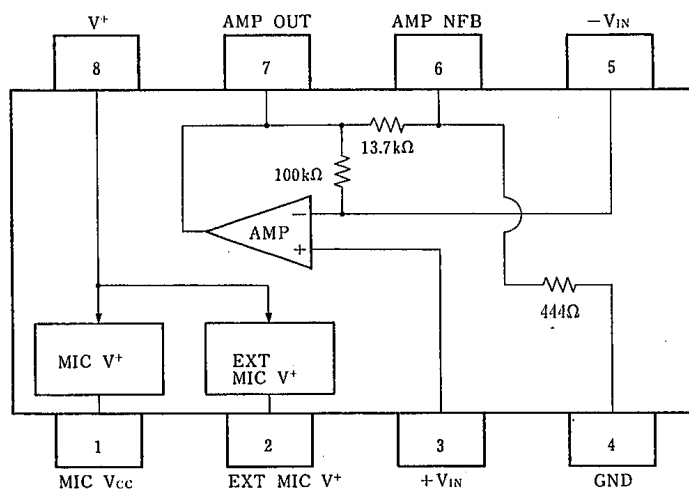 V⁺ AMP OUT AMP NFB −VIN
8 7 6 5
13.7kΩ
100kΩ
−
AMP
+
444Ω
MIC V⁺ EXT
MIC V⁺
1 2 3 4
MIC VCC EXT MIC V⁺ +VIN GND